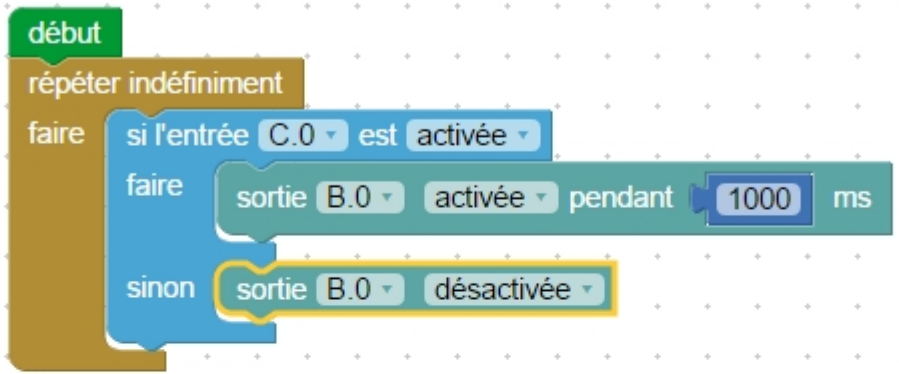 début
répéter indéfiniment
faire si l'entrée C.0 est activée
faire sortie B.0 activée pendant 1000 ms
sinon sortie B.0 désactivée